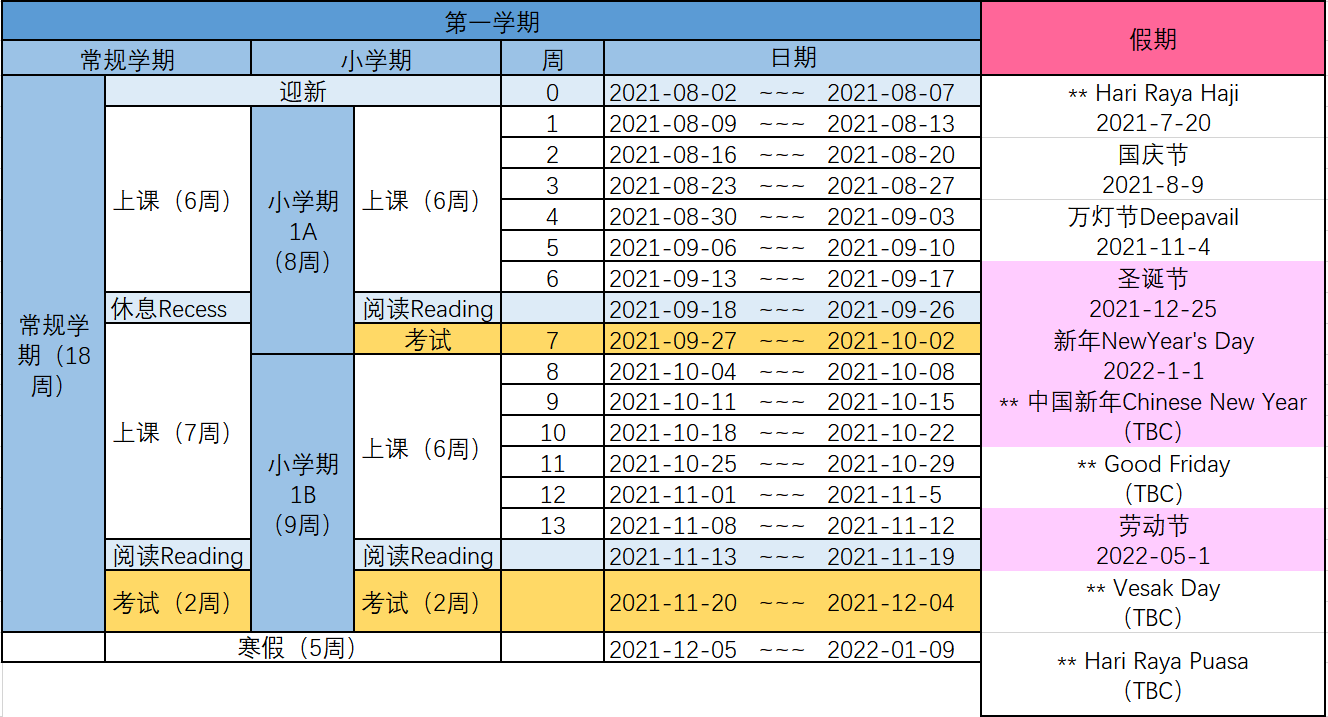 第一学期
假期
常规学期
小学期
周
日期
迎新
0
2021-08-02 ~~~ 2021-08-07
1
2021-08-09 ~~~ 2021-08-13
2
2021-08-16 ~~~ 2021-08-20
3
2021-08-23 ~~~ 2021-08-27
4
2021-08-30 ~~~ 2021-09-03
5
2021-09-06 ~~~ 2021-09-10
6
2021-09-13 ~~~ 2021-09-17
上课（6周）
小学期
1A
（8周）
上课（6周）
休息Recess
阅读Reading
2021-09-18 ~~~ 2021-09-26
常规学
期（18
周）
考试
7
2021-09-27 ~~~ 2021-10-02
8
2021-10-04 ~~~ 2021-10-08
9
2021-10-11 ~~~ 2021-10-15
10
2021-10-18 ~~~ 2021-10-22
11
2021-10-25 ~~~ 2021-10-29
12
2021-11-01 ~~~ 2021-11-5
13
2021-11-08 ~~~ 2021-11-12
上课（7周）
小学期
1B
（9周）
上课（6周）
阅读Reading
阅读Reading
2021-11-13 ~~~ 2021-11-19
考试（2周）
考试（2周）
2021-11-20 ~~~ 2021-12-04
寒假（5周）
2021-12-05 ~~~ 2022-01-09
** Hari Raya Haji
2021-7-20
国庆节
2021-8-9
万灯节Deepavail
2021-11-4
圣诞节
2021-12-25
新年NewYear's Day
2022-1-1
** 中国新年Chinese New Year
（TBC）
** Good Friday
（TBC）
劳动节
2022-05-1
** Vesak Day
（TBC）
** Hari Raya Puasa
（TBC）